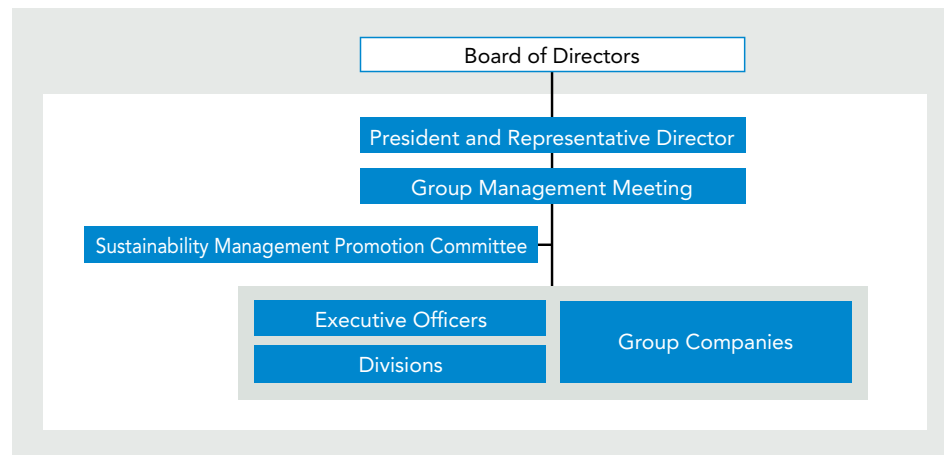 Board of Directors
President and Representative Director
Group Management Meeting
Sustainability Management Promotion Committee
Executive Officers
Divisions
Group Companies